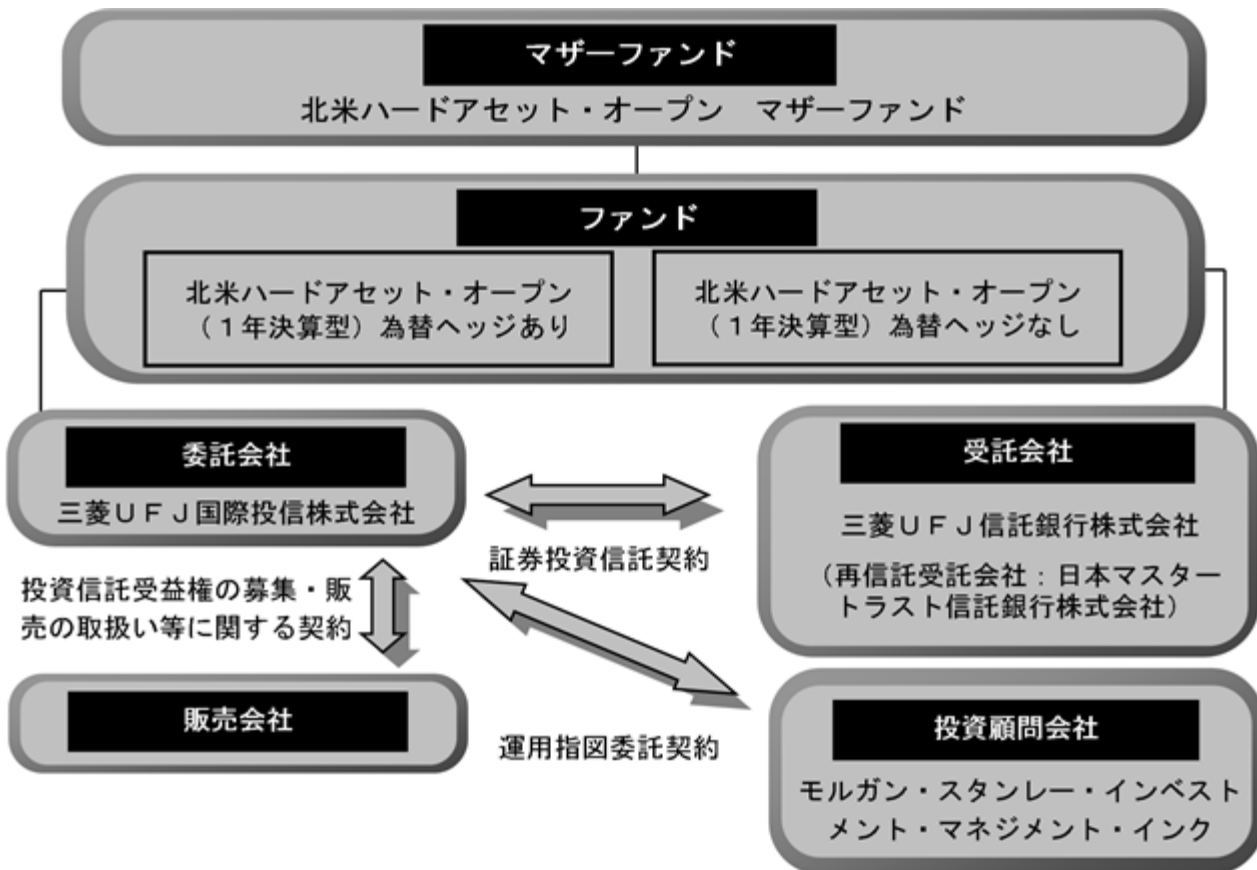 マザーファンド
北米ハードアセット・オープン　マザーファンド
ファンド
北米ハードアセット・オープン
（１年決算型）為替ヘッジあり
北米ハードアセット・オープン
（１年決算型）為替ヘッジなし
委託会社
三菱ＵＦＪ国際投信株式会社
受託会社
三菱ＵＦＪ信託銀行株式会社
（再信託受託会社：日本マスター
トラスト信託銀行株式会社）
証券投資信託契約
投資信託受益権の募集・販
売の取扱い等に関する契約
販売会社
運用指図委託契約
投資顧問会社
モルガン・スタンレー・インベスト
メント・マネジメント・インク